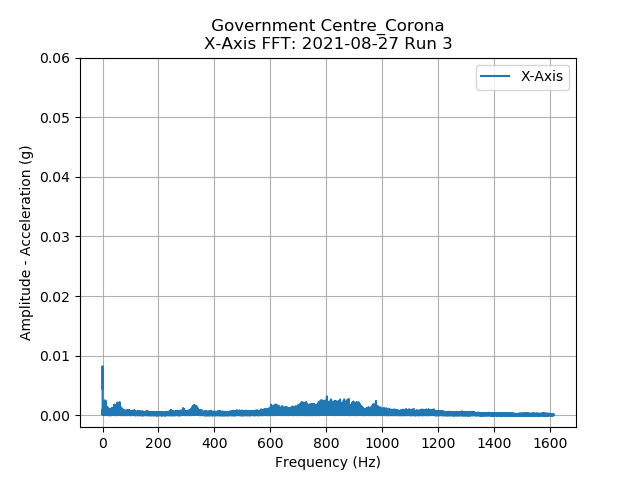 Government Centre_Corona
X-Axis FFT: 2021-08-27 Run 3
X-Axis
Amplitude - Acceleration (g)
0.06
0.05
0.04
0.03
0.02
0.01
0.00
0 200 400 600 800 1000 1200 1400 1600
Frequency (Hz)